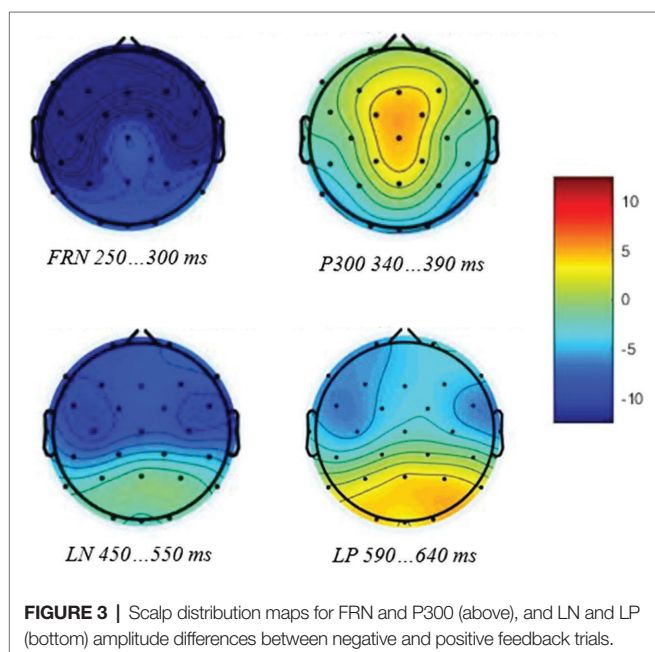 FRN 250...300 ms
P300 340...390 ms
10
5
0
-5
-10
LN 450...550 ms
LP 590...640 ms
FIGURE 3 | Scalp distribution maps for FRN and P300 (above), and LN and LP
(bottom) amplitude differences between negative and positive feedback trials.